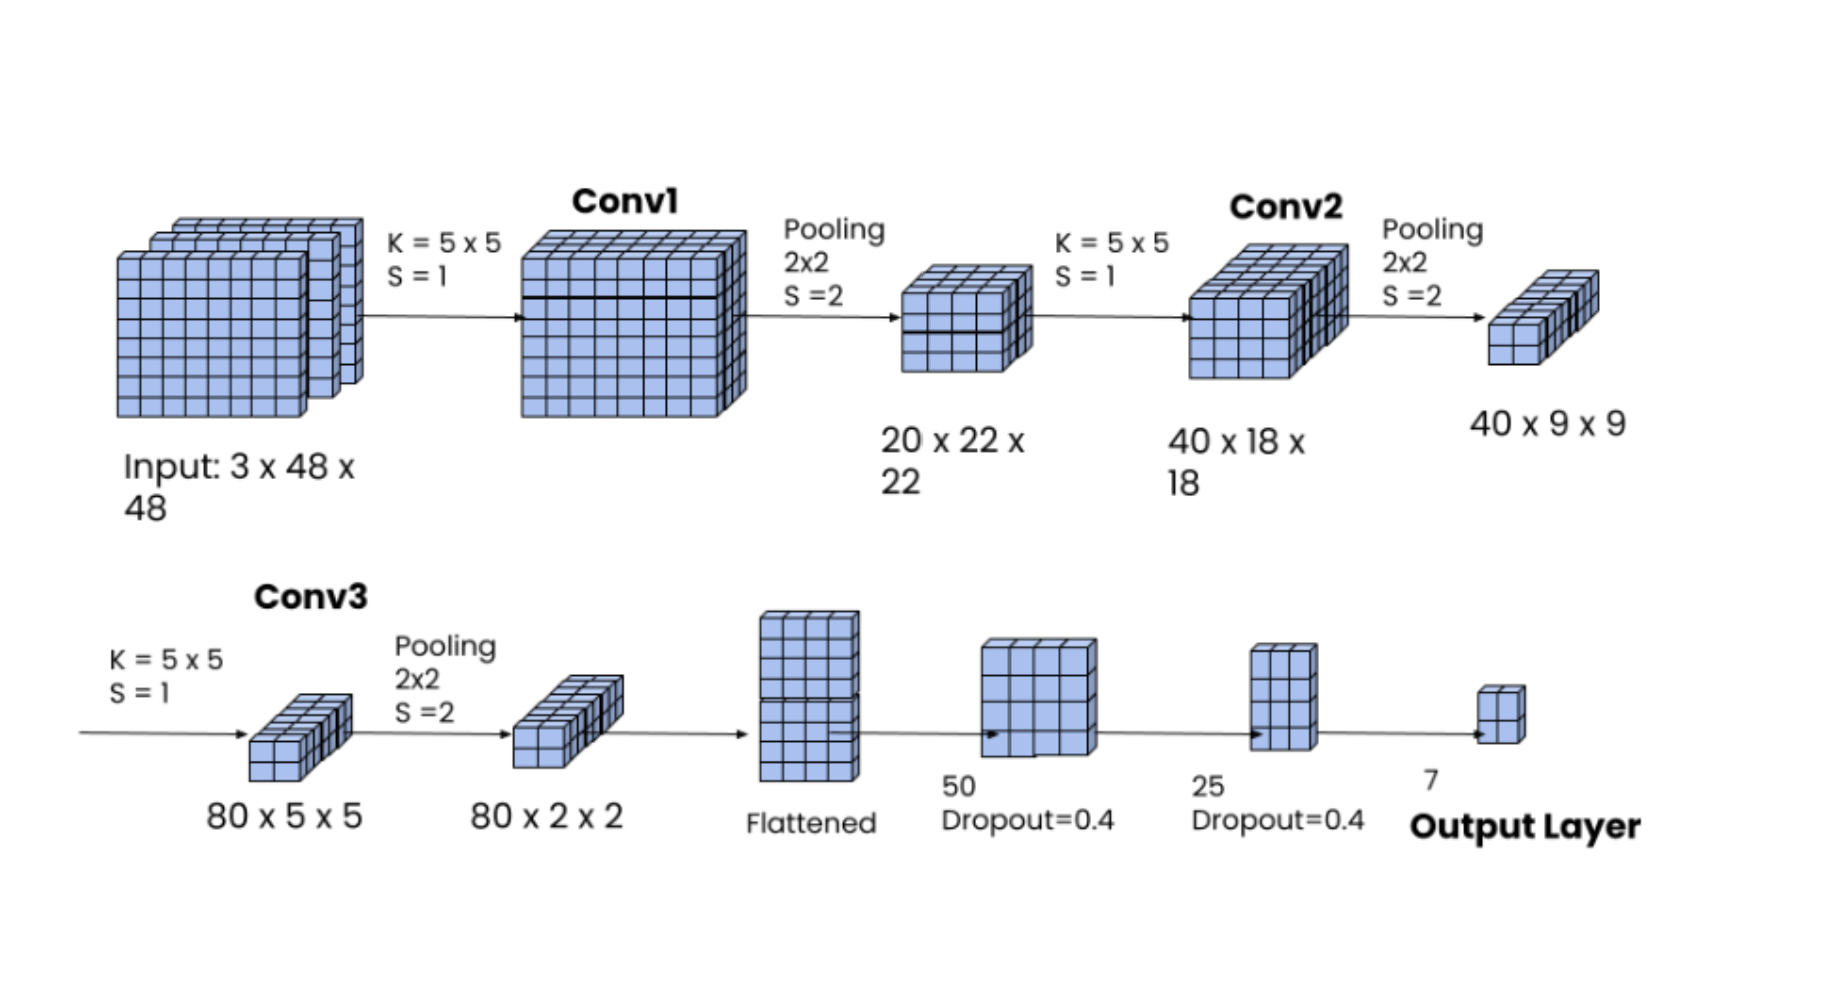 Conv1
K = 5 x 5
S = 1
Pooling
2x2
S =2
Conv2
K = 5 x 5
S = 1
Pooling
2x2
S =2
Input: 3 x 48 x
48
20 x 22 x
22
40 x 18 x
18
40 x 9 x 9
Conv3
K = 5 x 5
S = 1
Pooling
2x2
S =2
80 x 5 x 5
80 x 2 x 2
Flattened
50
Dropout=0.4
25
Dropout=0.4
7
Output Layer